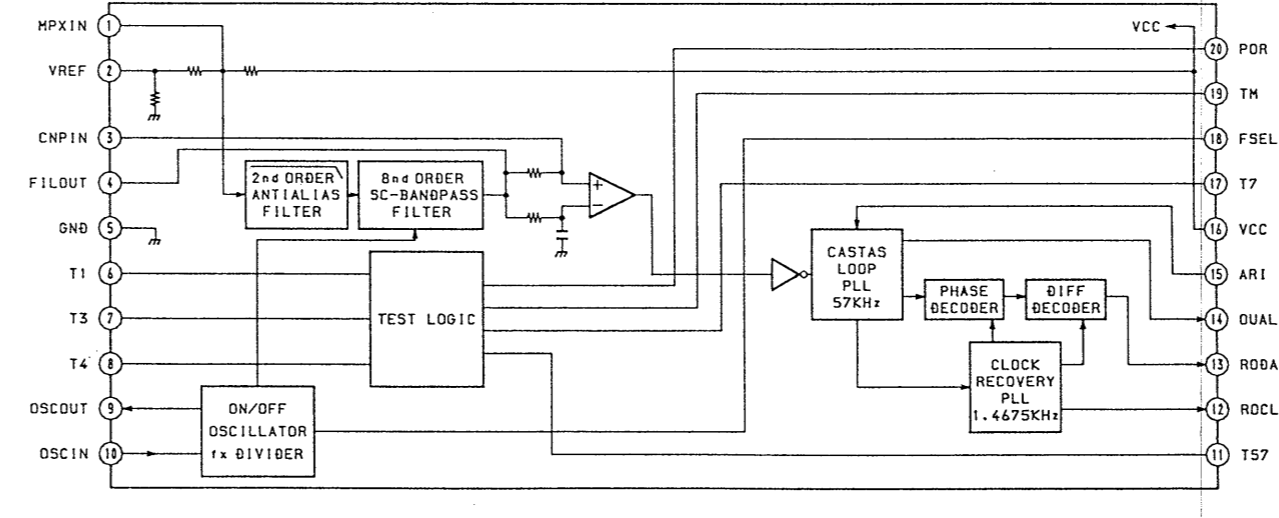 MPXIN 1
VREF 2
CNPIN 3
FILOUT 4
GND 5
T1 6
T3 7
T4 8
OSCOUT 9
OSCIN 10
2nd ORDER
ANTIALIAS
FILTER
8nd ORDER
SC-BANDPASS
FILTER
+
−
TEST LOGIC
ON/OFF
OSCILLATOR
fx DIVIDER
CASTAS
LOOP
PLL
57KHz
PHASE
DECODER
DIFF
DECODER
CLOCK
RECOVERY
PLL
1.4675KHz
VCC
20 POR
19 TM
18 FSEL
17 T7
16 VCC
15 ARI
14 QUAL
13 RODA
12 ROCL
11 T57